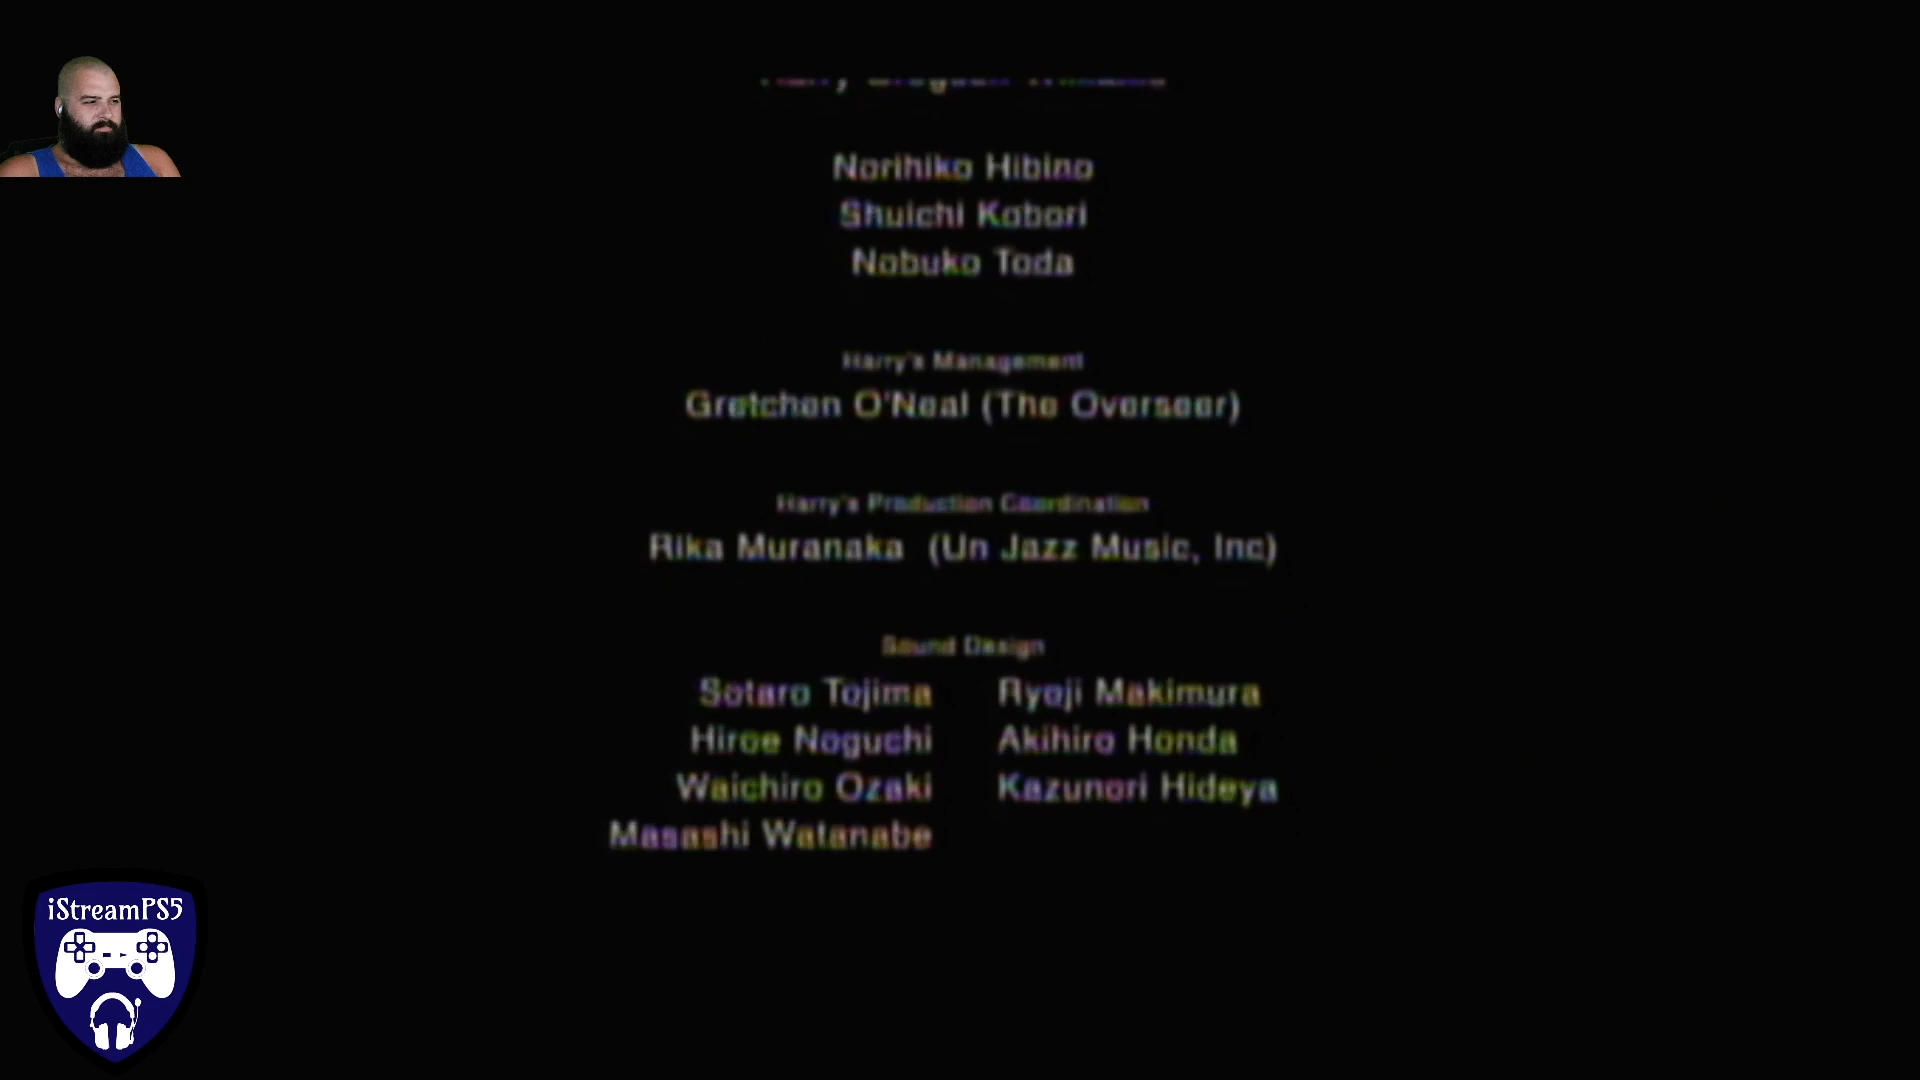 Norihiko Hibino
Shuichi Kobori
Nobuko Toda
Harry's Management
Gretchen O'Neal (The Overseer)
Harry's Production Coordination
Rika Muranaka (Un Jazz Music, Inc)
Sound Design
Sotaro Tojima Ryoji Makimura
Hiroe Noguchi Akihiro Honda
Waichiro Ozaki Kazunori Hideya
Masashi Watanabe
iStreamPS5